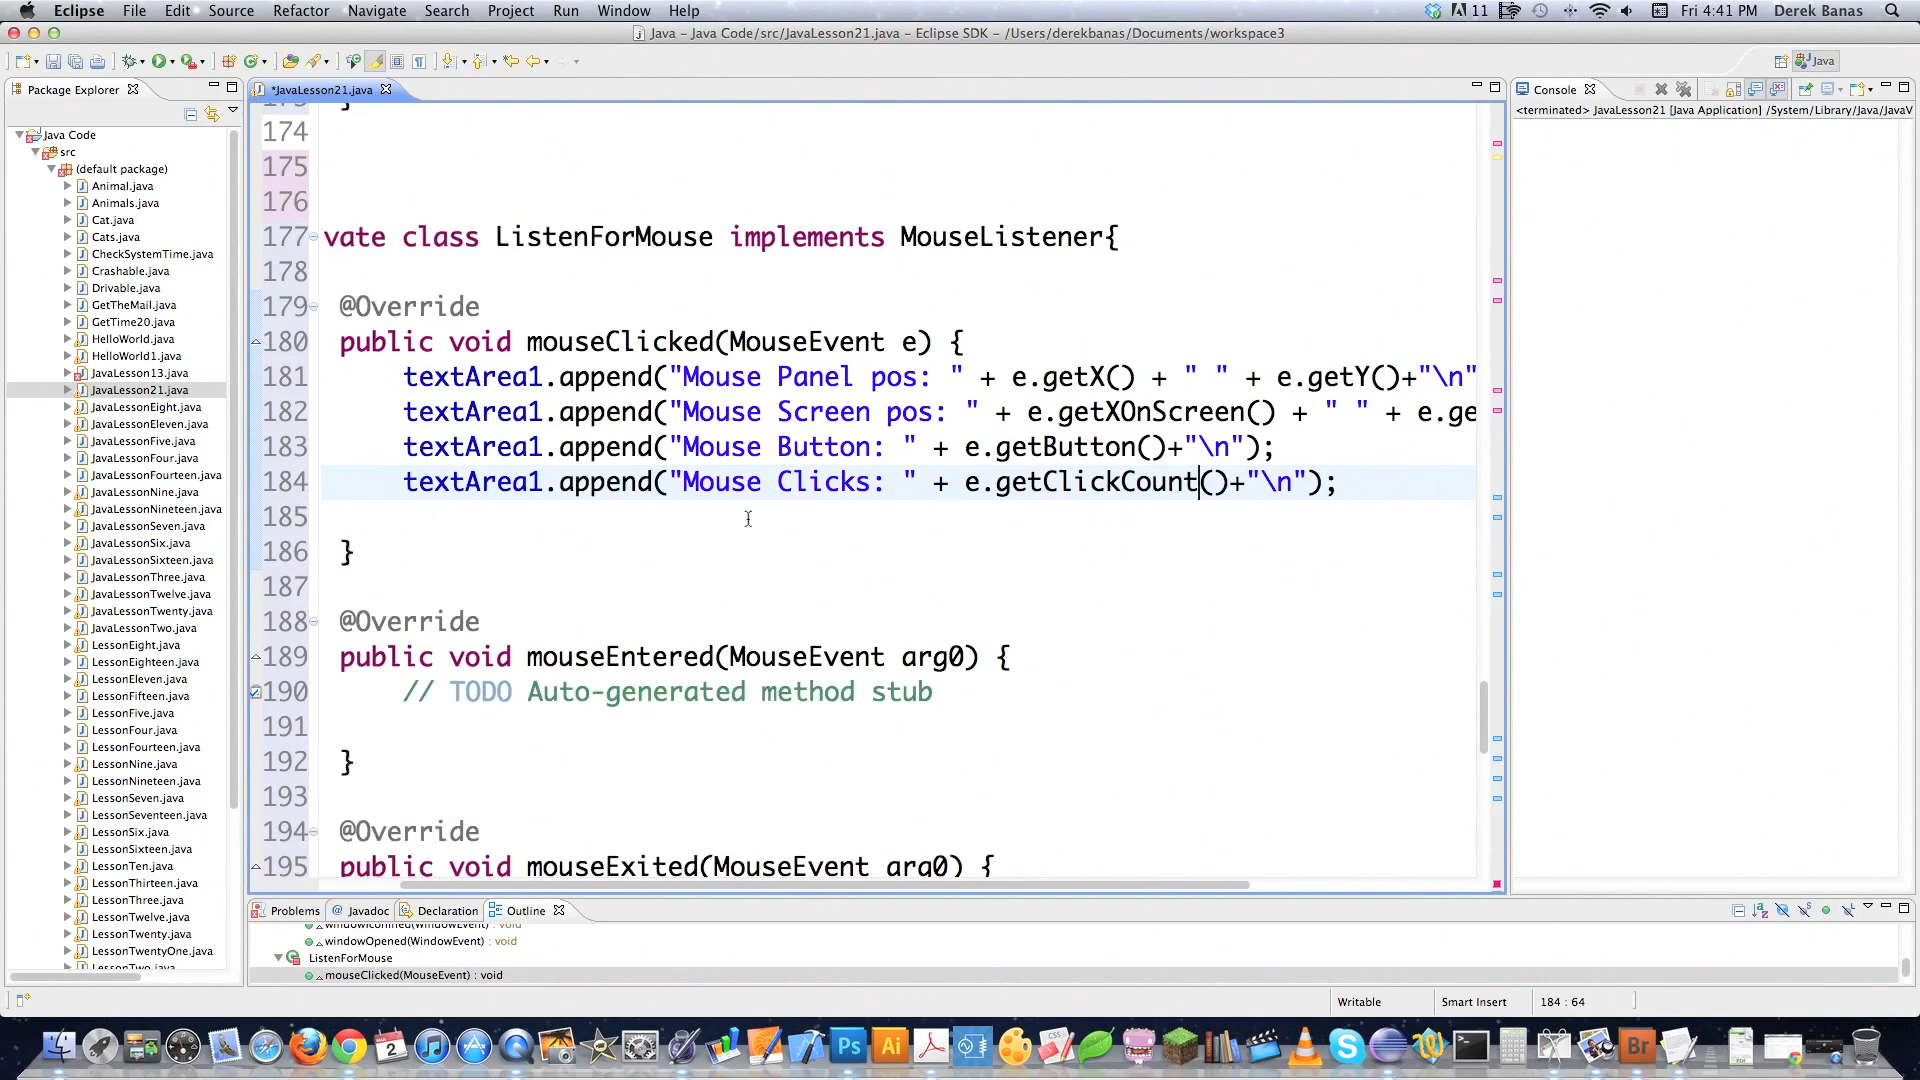 Eclipse File Edit Source Refactor Navigate Search Project Run Window Help 11 Fri 4:41 PM Derek Banas
Java – Java Code/src/JavaLesson21.java – Eclipse SDK – /Users/derekbanas/Documents/workspace3
Java
Package Explorer
*JavaLesson21.java
Console
<terminated> JavaLesson21 [Java Application] /System/Library/Java/JavaV
Java Code
src
(default package)
Animal.java
Animals.java
Cat.java
Cats.java
CheckSystemTime.java
Crashable.java
Drivable.java
GetTheMail.java
GetTime20.java
HelloWorld.java
HelloWorld1.java
JavaLesson13.java
JavaLesson21.java
JavaLessonEight.java
JavaLessonEleven.java
JavaLessonFive.java
JavaLessonFour.java
JavaLessonFourteen.java
JavaLessonNine.java
JavaLessonNineteen.java
JavaLessonSeven.java
JavaLessonSix.java
JavaLessonSixteen.java
JavaLessonThree.java
JavaLessonTwelve.java
JavaLessonTwenty.java
JavaLessonTwo.java
LessonEight.java
LessonEighteen.java
LessonEleven.java
LessonFifteen.java
LessonFive.java
LessonFour.java
LessonFourteen.java
LessonNine.java
LessonNineteen.java
LessonSeven.java
LessonSeventeen.java
LessonSix.java
LessonSixteen.java
LessonTen.java
LessonThirteen.java
LessonThree.java
LessonTwelve.java
LessonTwenty.java
LessonTwentyOne.java
LessonTwo.java
173 }
174
175
176
177 vate class ListenForMouse implements MouseListener{
178
179 @Override
180 public void mouseClicked(MouseEvent e) {
181 textArea1.append("Mouse Panel pos: " + e.getX() + " " + e.getY()+"\n"
182 textArea1.append("Mouse Screen pos: " + e.getXOnScreen() + " " + e.ge
183 textArea1.append("Mouse Button: " + e.getButton()+"\n");
184 textArea1.append("Mouse Clicks: " + e.getClickCount()+"\n");
185
186 }
187
188 @Override
189 public void mouseEntered(MouseEvent arg0) {
190 // TODO Auto-generated method stub
191
192 }
193
194 @Override
195 public void mouseExited(MouseEvent arg0) {
Problems Javadoc Declaration Outline
windowOpened(WindowEvent) : void
ListenForMouse
mouseClicked(MouseEvent) : void
Writable Smart Insert 184 : 64
2 Ps Ai Br